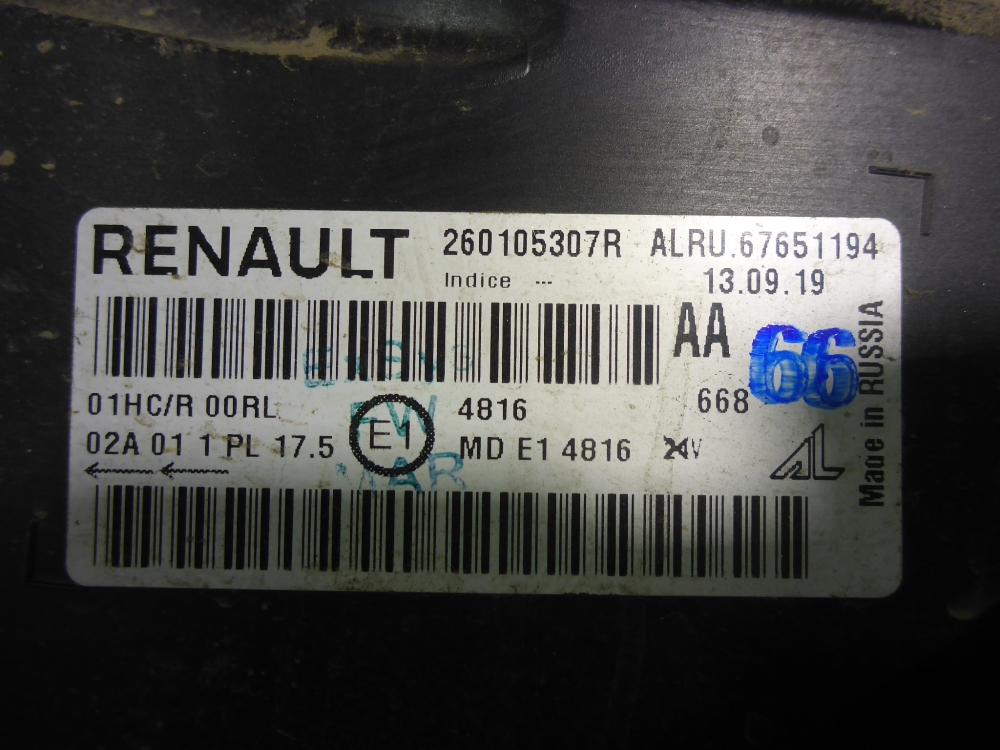 RENAULT 260105307R ALRU.67651194
Indice --- 13.09.19
AA
66
01HC/R 00RL 4816 668
02A 01 1 PL 17.5 E1 MD E1 4816 24V
AL
Made in RUSSIA